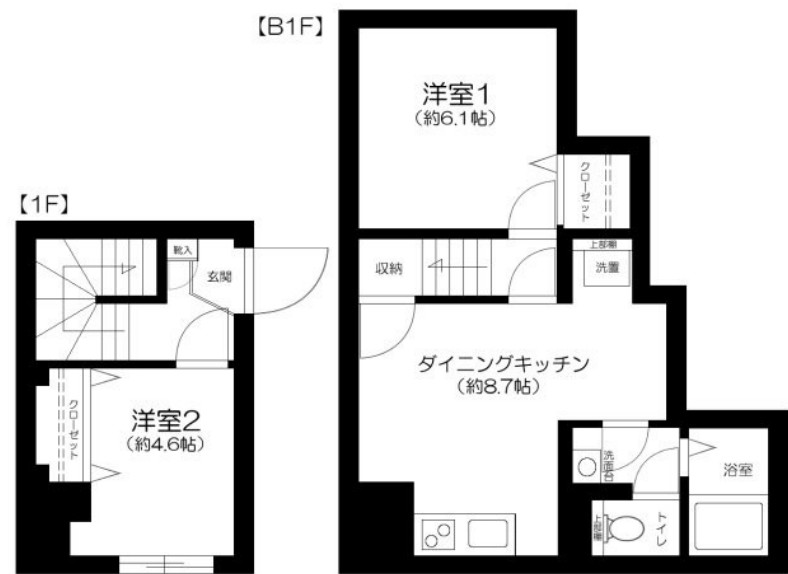 【B1F】
洋室1
(約6.1帖)
クローゼット
【1F】
靴入
玄関
収納
上部棚
洗置
ダイニングキッチン
(約8.7帖)
クローゼット
洋室2
(約4.6帖)
洗面台
浴室
上部棚
トイレ